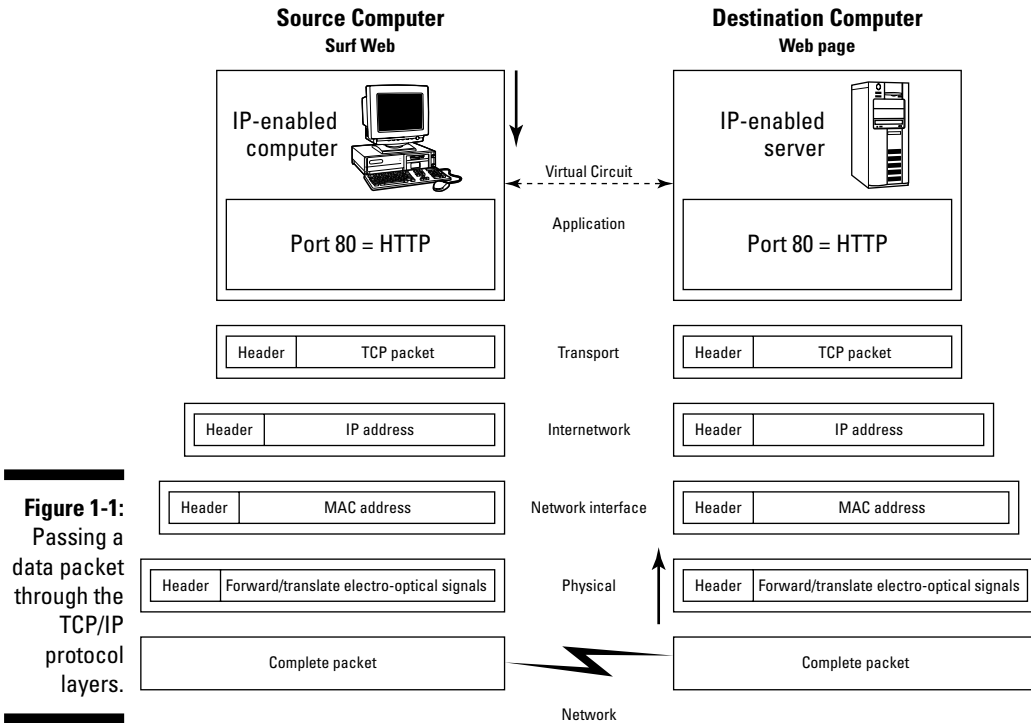 Source Computer
Surf Web
Destination Computer
Web page
IP-enabled
computer
IP-enabled
server
Virtual Circuit
Application
Port 80 = HTTP
Port 80 = HTTP
Header
TCP packet
Transport
Header
TCP packet
Header
IP address
Internetwork
Header
IP address
Header
MAC address
Network interface
Header
MAC address
Header
Forward/translate electro-optical signals
Physical
Header
Forward/translate electro-optical signals
Complete packet
Complete packet
Network
Figure 1-1:
Passing a
data packet
through the
TCP/IP
protocol
layers.